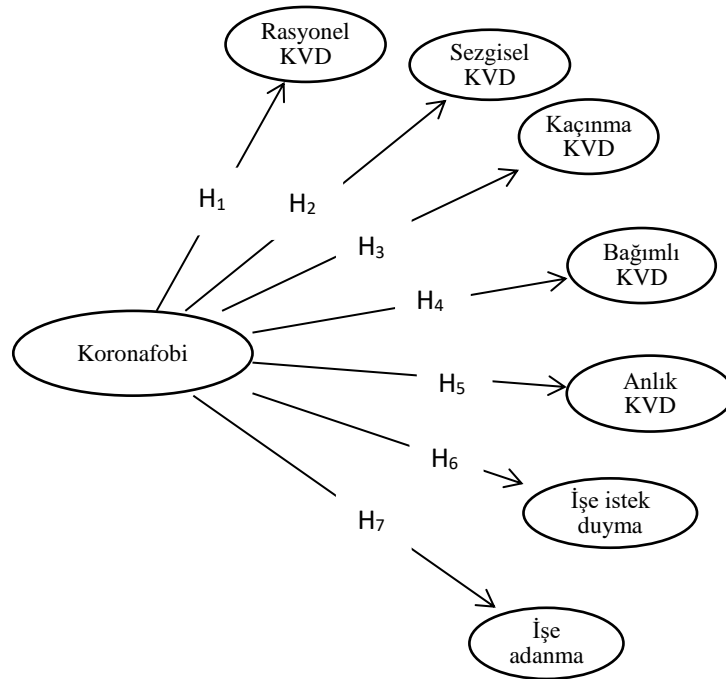 Rasyonel
KVD
Sezgisel
KVD
Kaçınma
KVD
H₁
H₂
H₃
Bağımlı
KVD
H₄
Koronafobi
H₅
Anlık
KVD
H₆
H₇
İşe istek
duyma
İşe
adanma